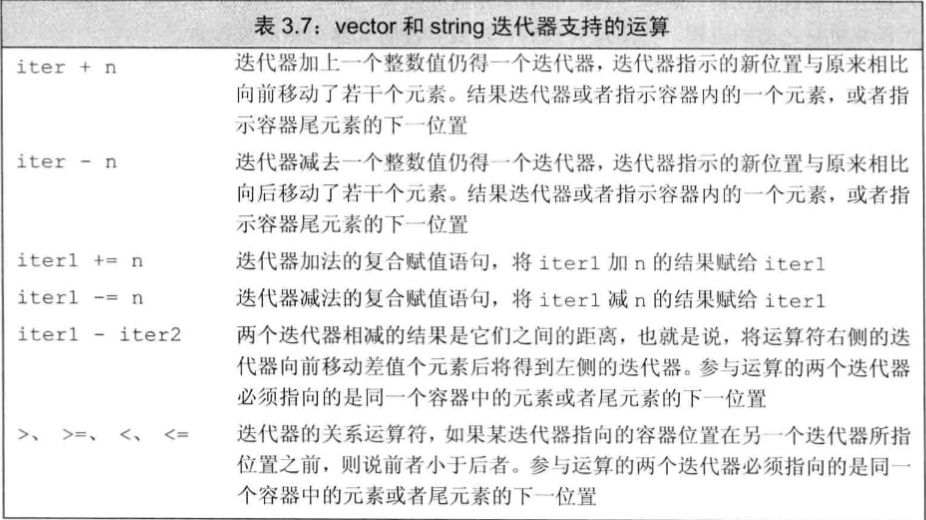 表 3.7：vector 和 string 迭代器支持的运算
iter + n 迭代器加上一个整数值仍得一个迭代器，迭代器指示的新位置与原来相比
向前移动了若干个元素。结果迭代器或者指示容器内的一个元素，或者指
示容器尾元素的下一位置
iter - n 迭代器减去一个整数值仍得一个迭代器，迭代器指示的新位置与原来相比
向后移动了若干个元素。结果迭代器或者指示容器内的一个元素，或者指
示容器尾元素的下一位置
iter1 += n 迭代器加法的复合赋值语句，将 iter1 加 n 的结果赋给 iter1
iter1 -= n 迭代器减法的复合赋值语句，将 iter1 减 n 的结果赋给 iter1
iter1 - iter2 两个迭代器相减的结果是它们之间的距离，也就是说，将运算符右侧的迭
代器向前移动差值个元素后将得到左侧的迭代器。参与运算的两个迭代器
必须指向的是同一个容器中的元素或者尾元素的下一位置
>、 >=、 <、 <= 迭代器的关系运算符，如果某迭代器指向的容器位置在另一个迭代器所指
位置之前，则说前者小于后者。参与运算的两个迭代器必须指向的是同一
个容器中的元素或者尾元素的下一位置